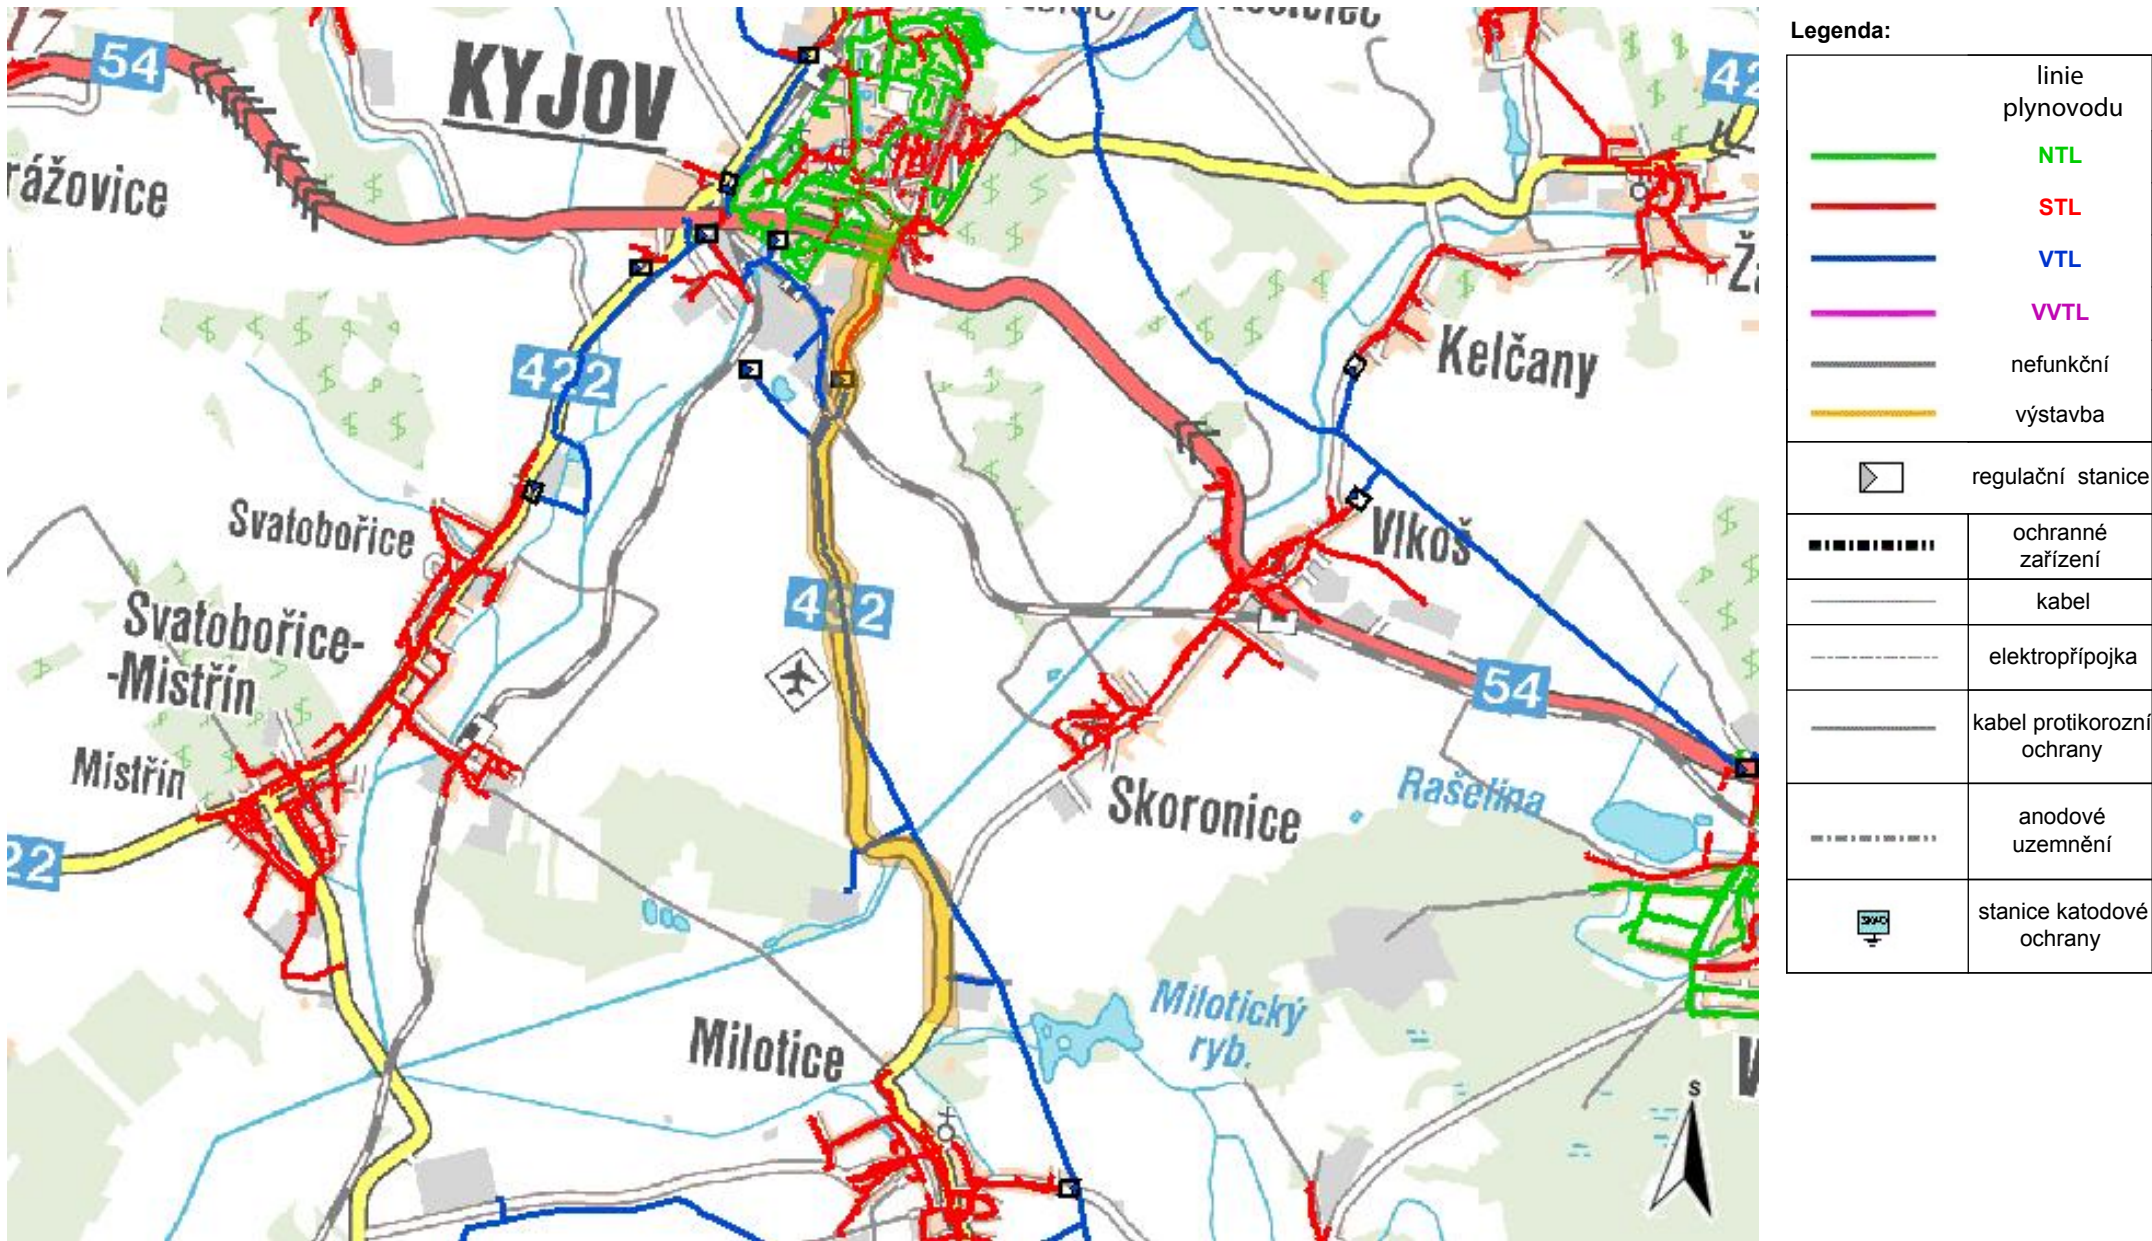 17
54
KYJOV
42
422
Kelčany
Svatobořice
Vlkoš
Svatobořice-
-Mistřín
432
54
Mistřín
Skoronice
Rašelina
22
Milotický
ryb.
Milotice
S
Legenda:
linie
plynovodu
NTL
STL
VTL
VVTL
nefunkční
výstavba
regulační stanice
ochranné
zařízení
kabel
elektropřípojka
kabel protikorozní
ochrany
anodové
uzemnění
SKAO
stanice katodové
ochrany